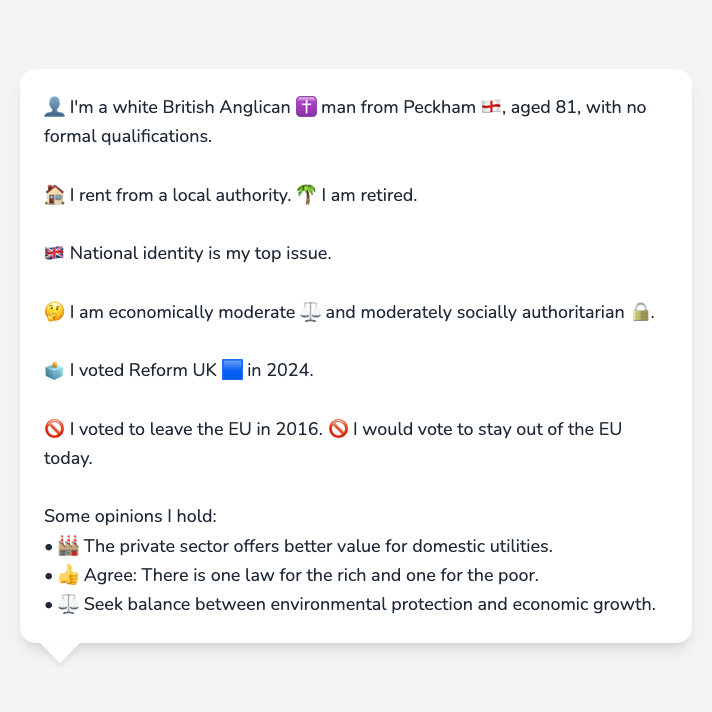 👤 I'm a white British Anglican ✝️ man from Peckham 🏴󠁧󠁢󠁥󠁮󠁧󠁿, aged 81, with no
formal qualifications.
🏠 I rent from a local authority. 🌴 I am retired.
🇬🇧 National identity is my top issue.
🤔 I am economically moderate ⚖️ and moderately socially authoritarian 🔒.
🗳️ I voted Reform UK 🟦 in 2024.
🚫 I voted to leave the EU in 2016. 🚫 I would vote to stay out of the EU
today.
Some opinions I hold:
• 🏭 The private sector offers better value for domestic utilities.
• 👍 Agree: There is one law for the rich and one for the poor.
• ⚖️ Seek balance between environmental protection and economic growth.